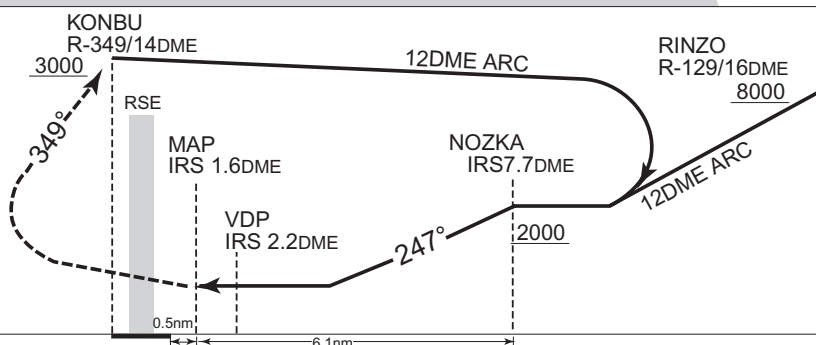 KONBU
R-349/14DME
3000
12DME ARC
RINZO
R-129/16DME
8000
RSE
349°
MAP
IRS 1.6DME
NOZKA
IRS7.7DME
12DME ARC
VDP
IRS 2.2DME
247°
2000
0.5nm
6.1nm